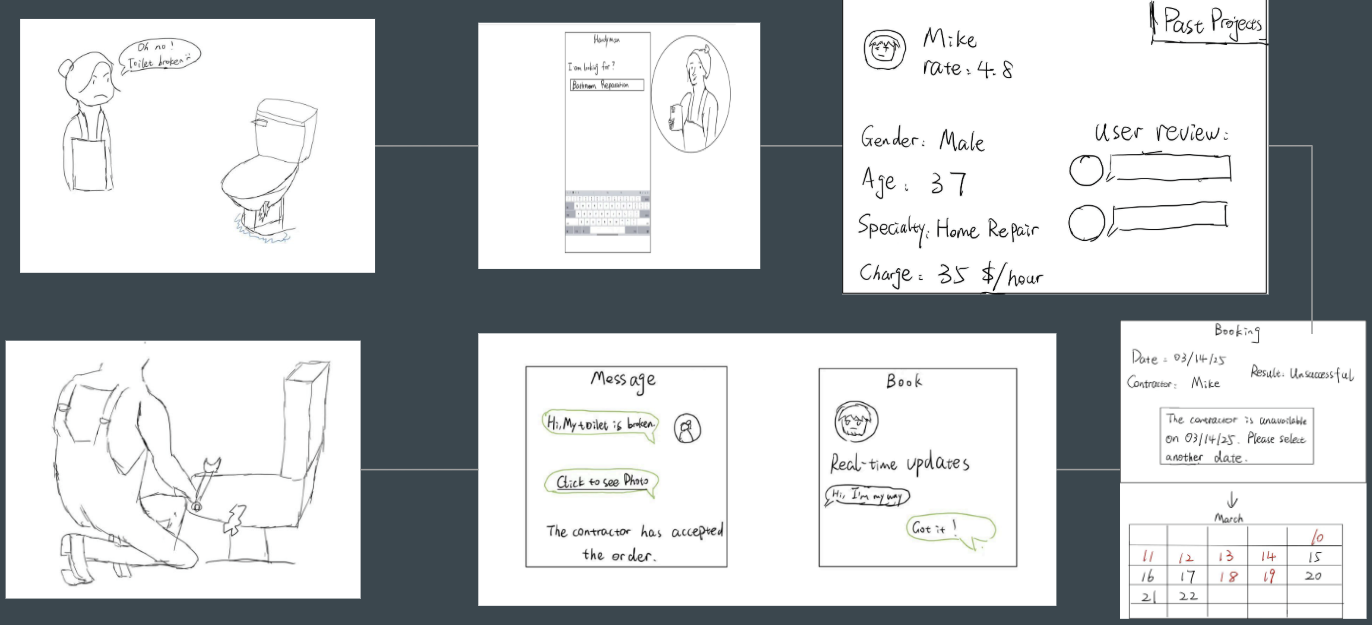 Oh no!
Toilet broken
Handyman
I am looking for?
Bathroom Reparation
Past Projects
Mike
rate: 4.8
Gender: Male
Age: 37
Specialty: Home Repair
Charge: 35 $/hour
User review:
Booking
Date: 03/14/25
Contractor: Mike
Result: Unsuccessful
The contractor is unavailable
on 03/14/25. Please select
another date.
March
10
11 12 13 14 15
16 17 18 19 20
21 22
Book
Real-time updates
Hi, I'm my way
Got it!
Message
Hi, My toilet is broken
Click to see Photo
The contractor has accepted
the order.